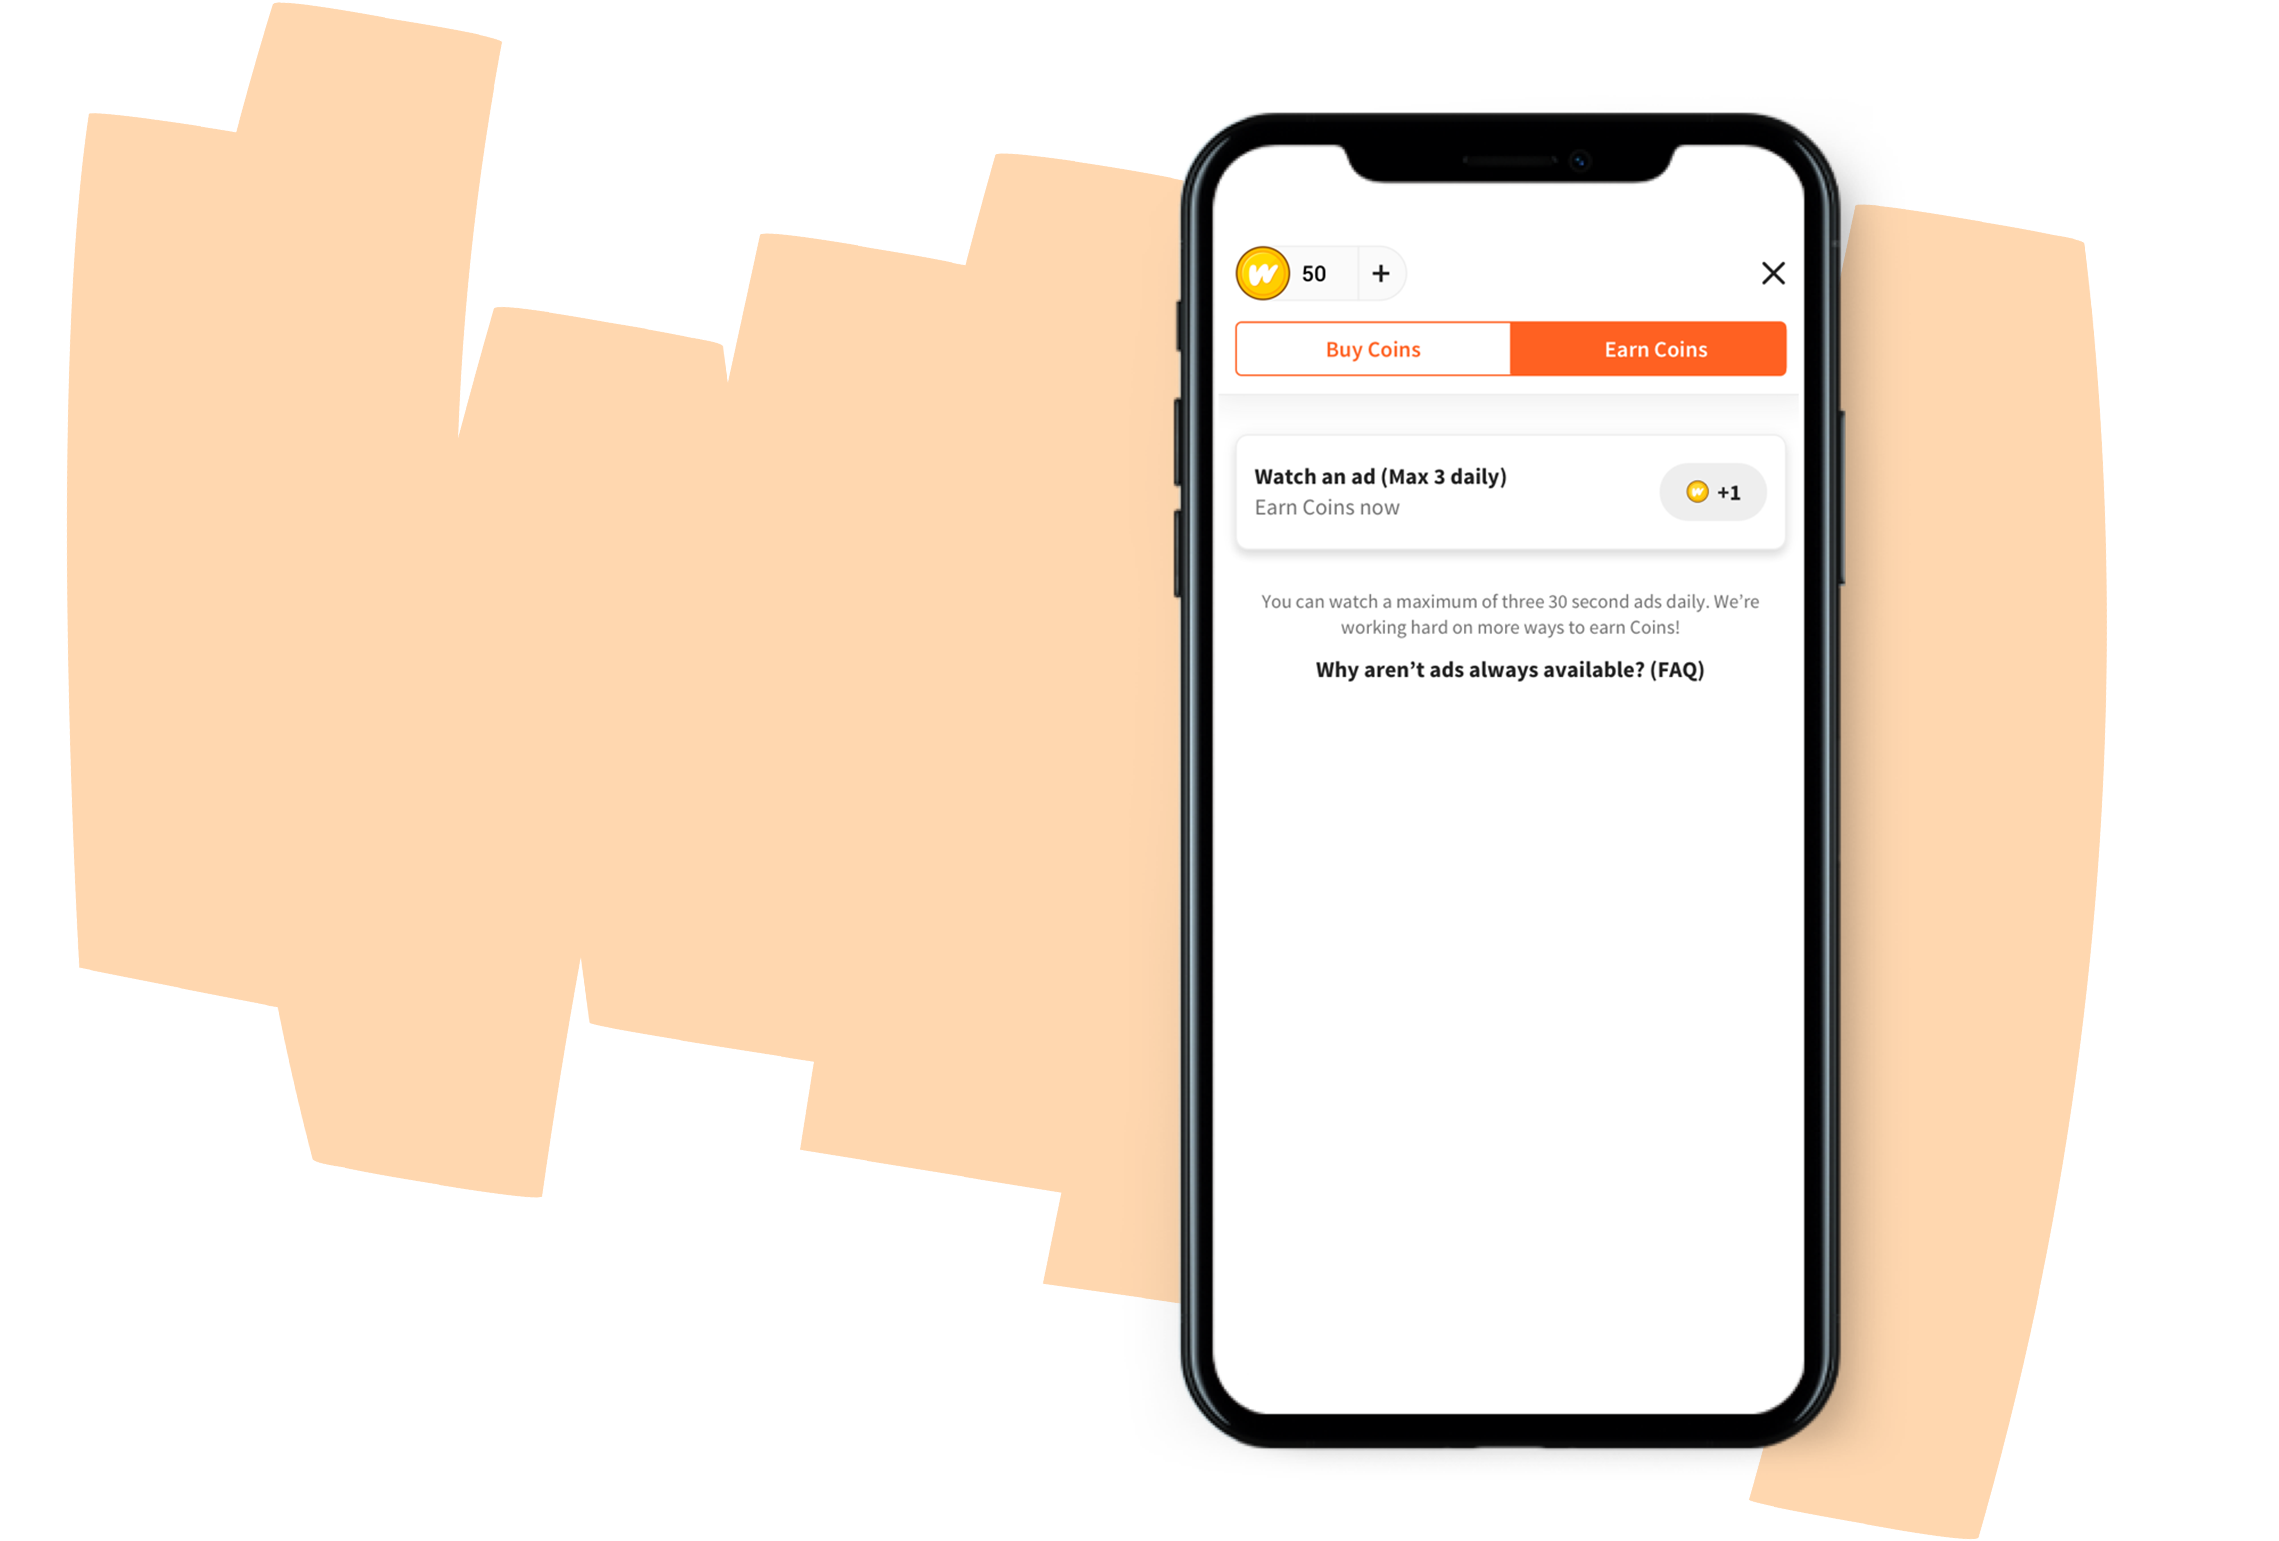 50 +
Buy Coins Earn Coins
Watch an ad (Max 3 daily)
Earn Coins now
+1
You can watch a maximum of three 30 second ads daily. We’re
working hard on more ways to earn Coins!
Why aren’t ads always available? (FAQ)